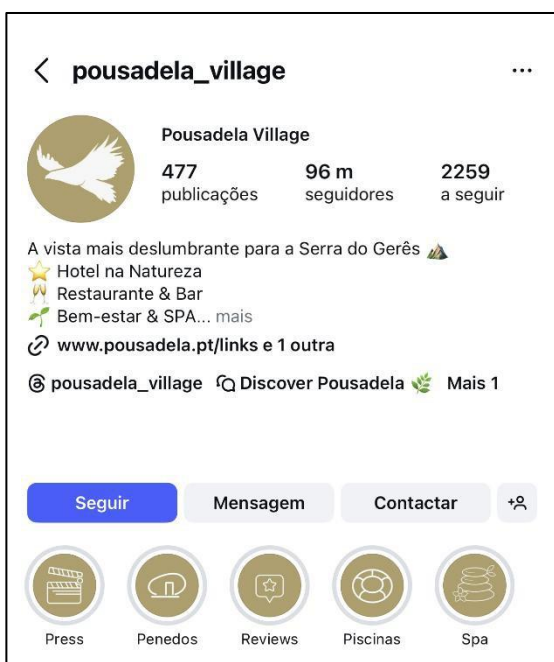 pousadela_village
Pousadela Village
477 96 m 2259
publicações seguidores a seguir
A vista mais deslumbrante para a Serra do Gerês ⛰️
⭐ Hotel na Natureza
🥂 Restaurante & Bar
🌱 Bem-estar & SPA... mais
www.pousadela.pt/links e 1 outra
pousadela_village Discover Pousadela 🌿 Mais 1
Seguir Mensagem Contactar
Press Penedos Reviews Piscinas Spa